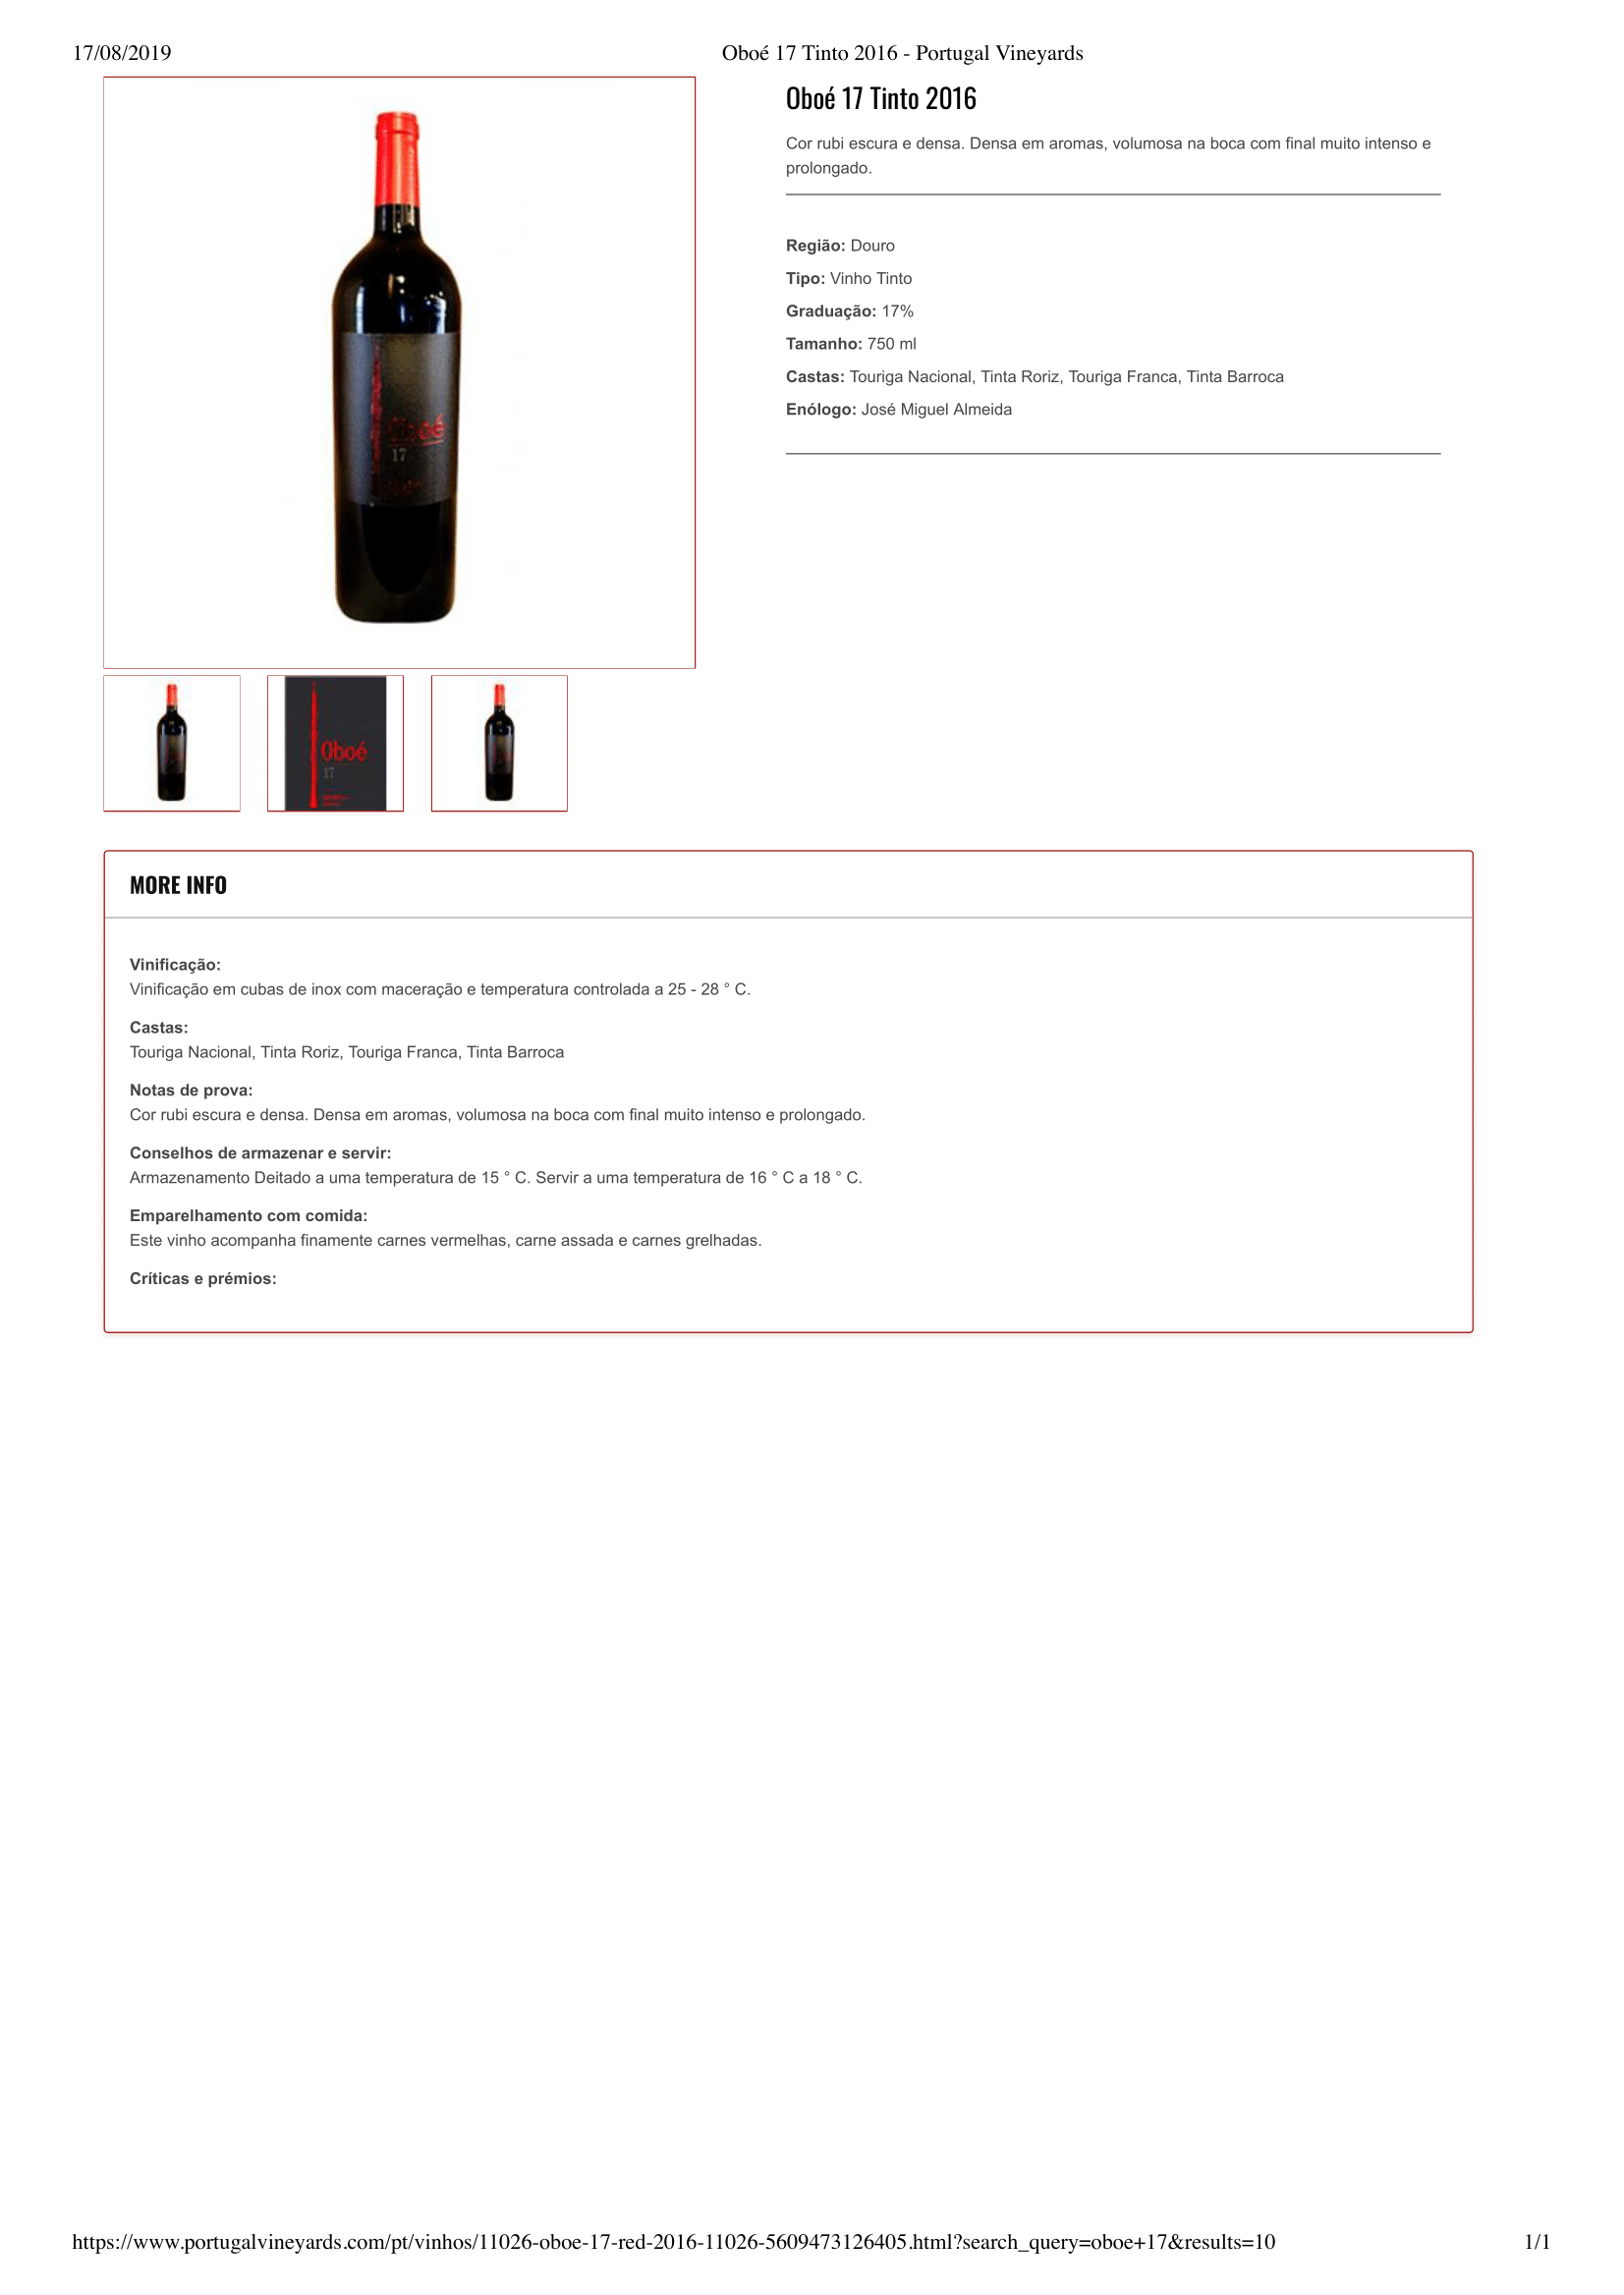 17/08/2019
Oboé 17 Tinto 2016 - Portugal Vineyards
Oboé 17 Tinto 2016
Cor rubi escura e densa. Densa em aromas, volumosa na boca com final muito intenso e
prolongado.
Região: Douro
Tipo: Vinho Tinto
Graduação: 17%
Tamanho: 750 ml
Castas: Touriga Nacional, Tinta Roriz, Touriga Franca, Tinta Barroca
Enólogo: José Miguel Almeida
Oboé
17
Oboé
17
MORE INFO
Vinificação:
Vinificação em cubas de inox com maceração e temperatura controlada a 25 - 28 ° C.
Castas:
Touriga Nacional, Tinta Roriz, Touriga Franca, Tinta Barroca
Notas de prova:
Cor rubi escura e densa. Densa em aromas, volumosa na boca com final muito intenso e prolongado.
Conselhos de armazenar e servir:
Armazenamento Deitado a uma temperatura de 15 ° C. Servir a uma temperatura de 16 ° C a 18 ° C.
Emparelhamento com comida:
Este vinho acompanha finamente carnes vermelhas, carne assada e carnes grelhadas.
Críticas e prémios:
https://www.portugalvineyards.com/pt/vinhos/11026-oboe-17-red-2016-11026-5609473126405.html?search_query=oboe+17&results=10
1/1